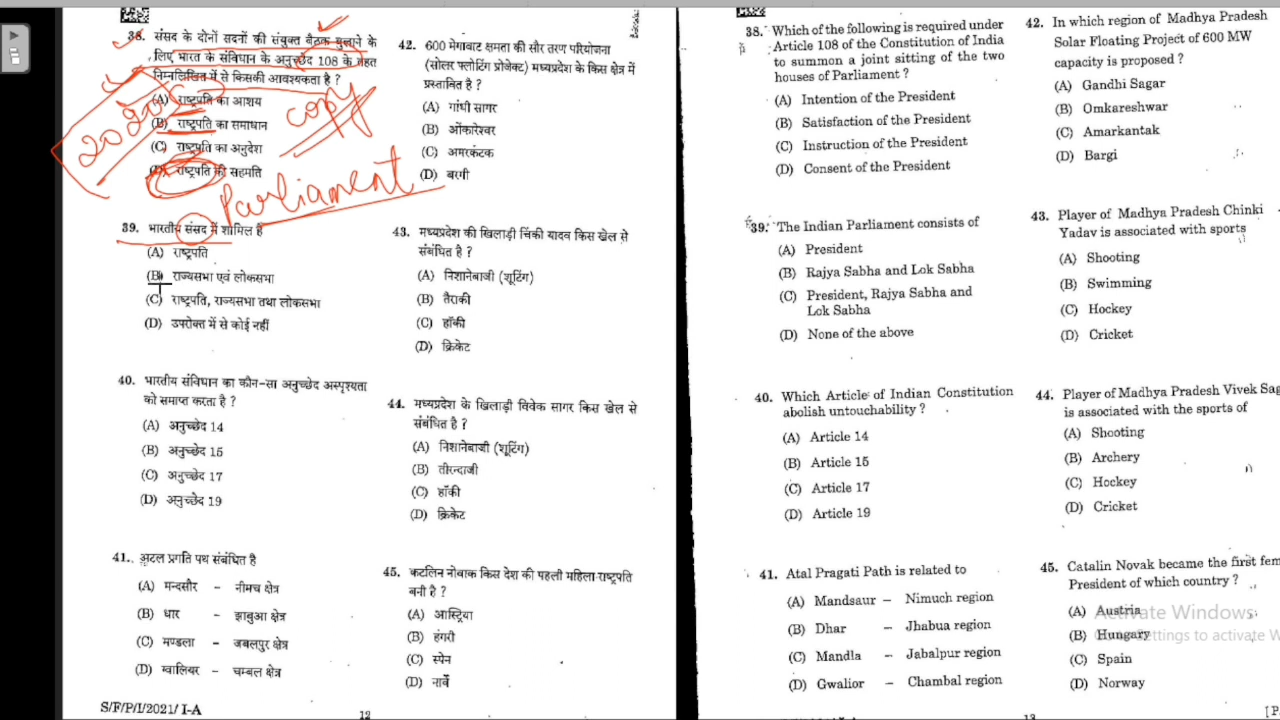 38. संसद के दोनों सदनों की संयुक्त बैठक बुलाने के
लिए भारत के संविधान के अनुच्छेद 108 के तहत
निम्नलिखित में से किसकी आवश्यकता है ?
(A) राष्ट्रपति का आशय
(B) राष्ट्रपति का समाधान
(C) राष्ट्रपति का अनुदेश
(D) राष्ट्रपति की सहमति
copy
Parliament
39. भारतीय संसद में शामिल है
(A) राष्ट्रपति
(B) राज्यसभा एवं लोकसभा
(C) राष्ट्रपति, राज्यसभा तथा लोकसभा
(D) उपरोक्त में से कोई नहीं
40. भारतीय संविधान का कौन-सा अनुच्छेद अस्पृश्यता
को समाप्त करता है ?
(A) अनुच्छेद 14
(B) अनुच्छेद 15
(C) अनुच्छेद 17
(D) अनुच्छेद 19
41. अटल प्रगति पथ संबंधित है
(A) मन्दसौर – नीमच क्षेत्र
(B) धार – झाबुआ क्षेत्र
(C) मण्डला – जबलपुर क्षेत्र
(D) ग्वालियर – चम्बल क्षेत्र
S/F/P/I/2021/ I-A
12
42. 600 मेगावाट क्षमता की सौर तरण परियोजना
(सोलर फ्लोटिंग प्रोजेक्ट) मध्यप्रदेश के किस क्षेत्र में
प्रस्तावित है ?
(A) गांधी सागर
(B) ओंकारेश्वर
(C) अमरकंटक
(D) बरगी
43. मध्यप्रदेश की खिलाड़ी चिंकी यादव किस खेल से
संबंधित है ?
(A) निशानेबाजी (शूटिंग)
(B) तैराकी
(C) हॉकी
(D) क्रिकेट
44. मध्यप्रदेश के खिलाड़ी विवेक सागर किस खेल से
संबंधित है ?
(A) निशानेबाजी (शूटिंग)
(B) तीरन्दाजी
(C) हॉकी
(D) क्रिकेट
45. कटलिन नोवाक किस देश की पहली महिला राष्ट्रपति
बनी है ?
(A) आस्ट्रिया
(B) हंगरी
(C) स्पेन
(D) नार्वे
38. Which of the following is required under
Article 108 of the Constitution of India
to summon a joint sitting of the two
houses of Parliament ?
(A) Intention of the President
(B) Satisfaction of the President
(C) Instruction of the President
(D) Consent of the President
39. The Indian Parliament consists of
(A) President
(B) Rajya Sabha and Lok Sabha
(C) President, Rajya Sabha and
Lok Sabha
(D) None of the above
40. Which Article of Indian Constitution
abolish untouchability ?
(A) Article 14
(B) Article 15
(C) Article 17
(D) Article 19
41. Atal Pragati Path is related to
(A) Mandsaur – Nimuch region
(B) Dhar – Jhabua region
(C) Mandla – Jabalpur region
(D) Gwalior – Chambal region
13
42. In which region of Madhya Pradesh
Solar Floating Project of 600 MW
capacity is proposed ?
(A) Gandhi Sagar
(B) Omkareshwar
(C) Amarkantak
(D) Bargi
43. Player of Madhya Pradesh Chinki
Yadav is associated with sports
(A) Shooting
(B) Swimming
(C) Hockey
(D) Cricket
44. Player of Madhya Pradesh Vivek Sag
is associated with the sports of
(A) Shooting
(B) Archery
(C) Hockey
(D) Cricket
45. Catalin Novak became the first fem
President of which country ?
(A) Austria
(B) Hungary
(C) Spain
(D) Norway
[P
Activate Windows